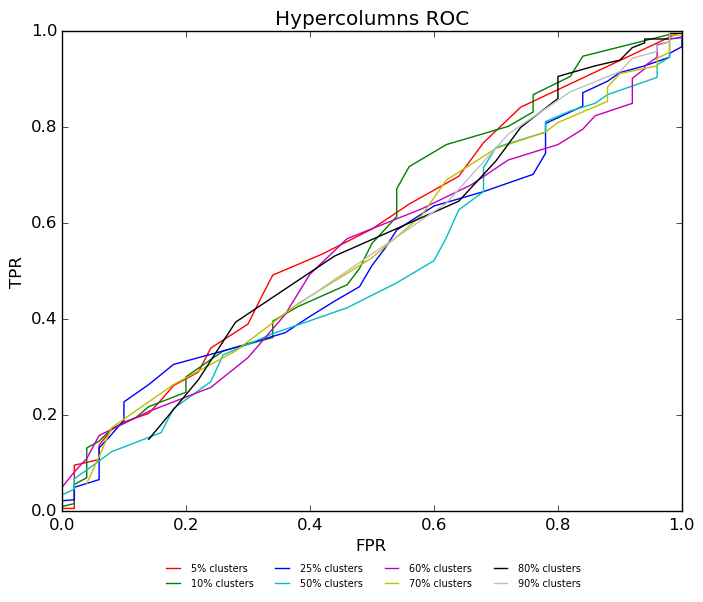 Hypercolumns ROC
1.0
0.8
0.6
0.4
0.2
0.0
TPR
0.0 0.2 0.4 0.6 0.8 1.0
FPR
5% clusters 25% clusters 60% clusters 80% clusters
10% clusters 50% clusters 70% clusters 90% clusters